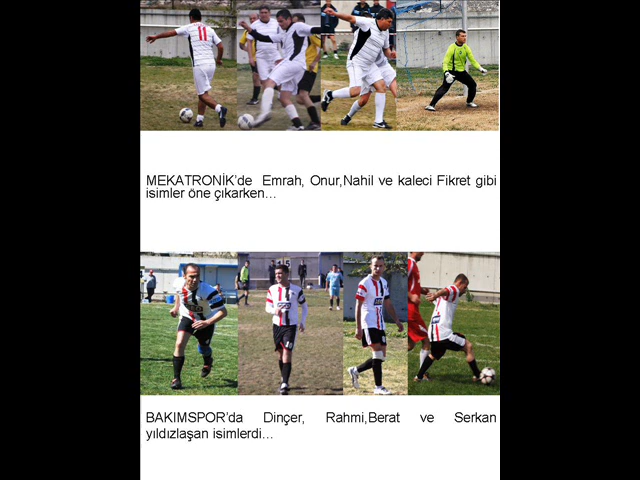 11
MEKATRONİK’de Emrah, Onur,Nahil ve kaleci Fikret gibi
isimler öne çıkarken...
BAKIMSPOR’da Dinçer, Rahmi,Berat ve Serkan
yıldızlaşan isimlerdi...